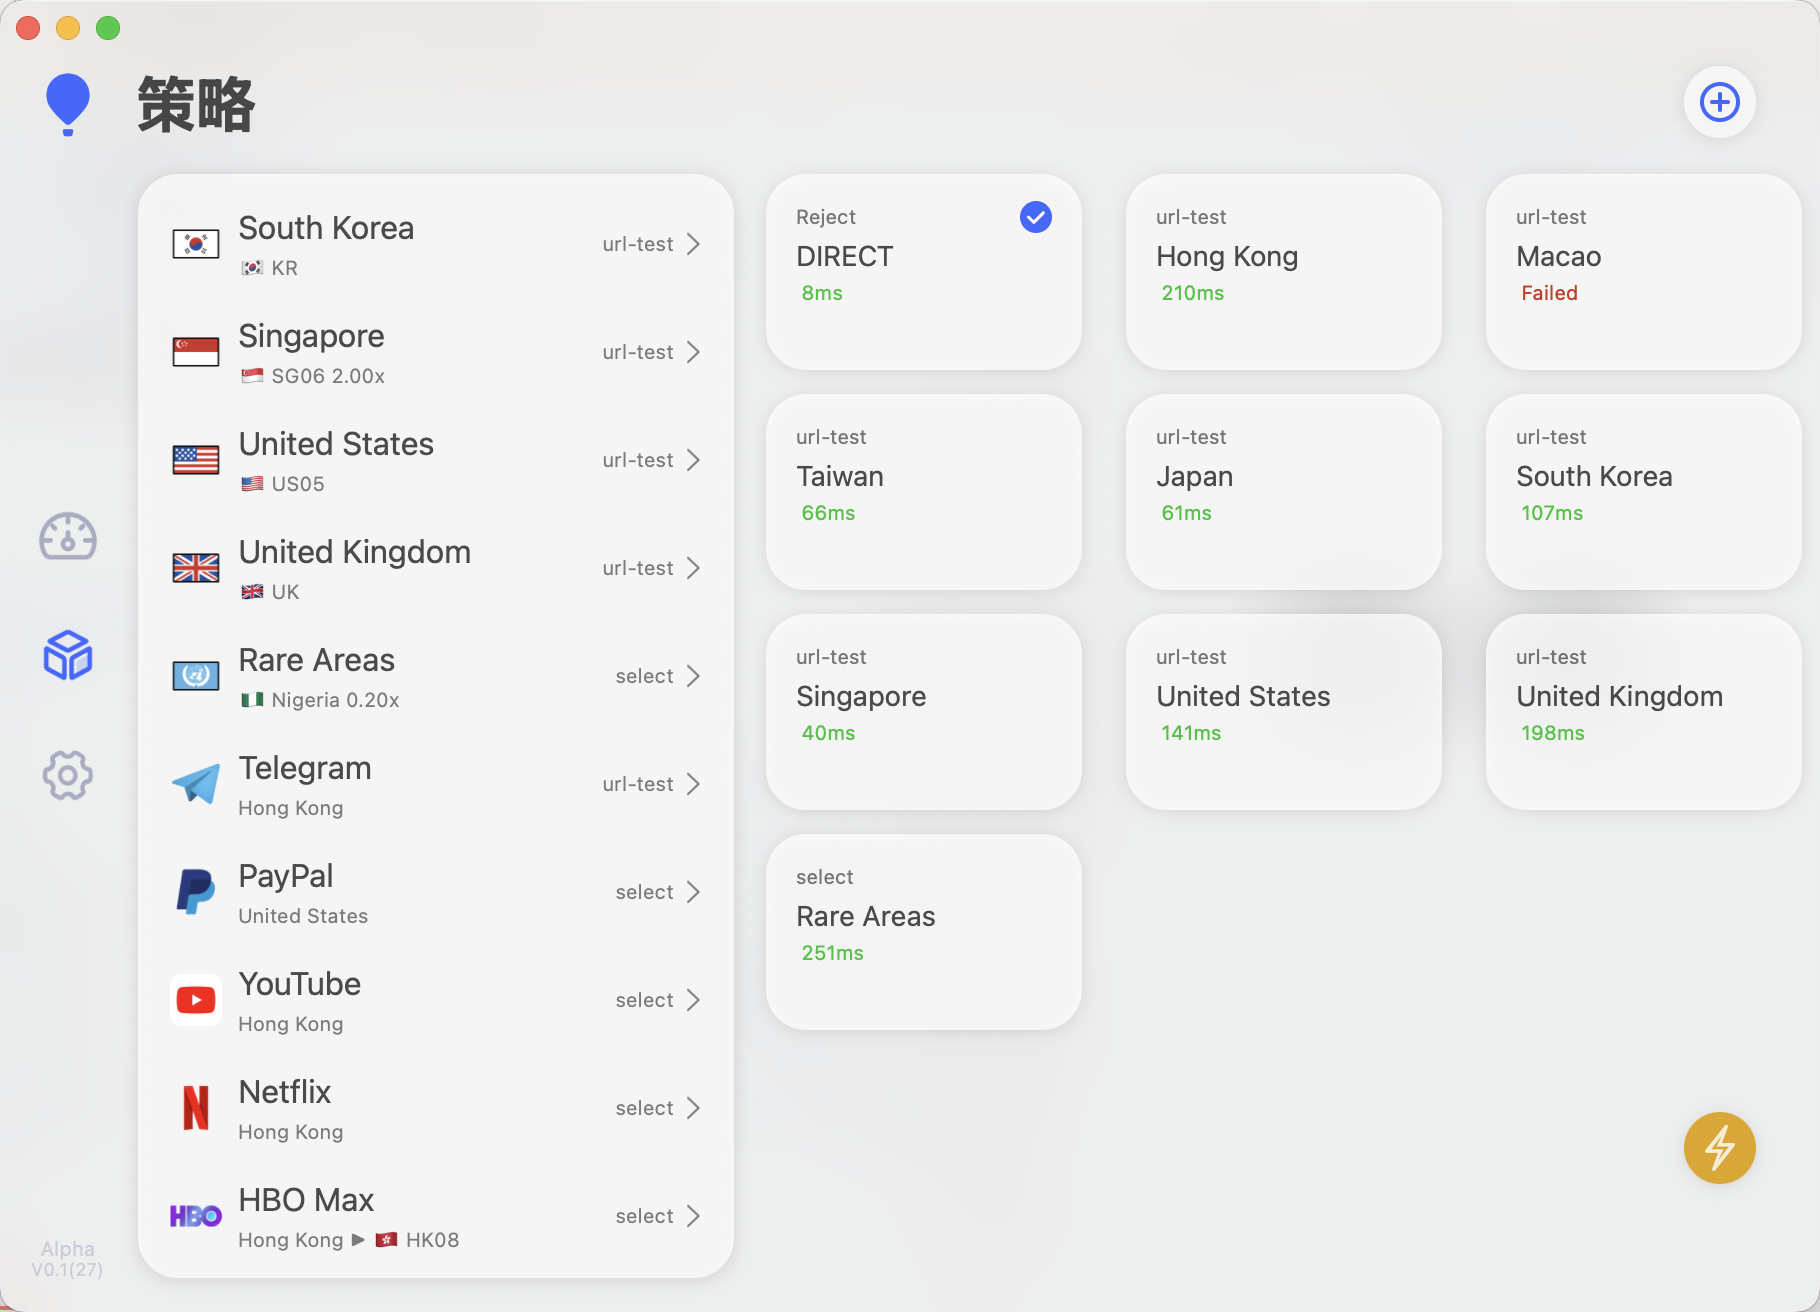 策略
South Korea
🇰🇷 KR
url-test
Singapore
🇸🇬 SG06 2.00x
url-test
United States
🇺🇸 US05
url-test
United Kingdom
🇬🇧 UK
url-test
Rare Areas
🇳🇬 Nigeria 0.20x
select
Telegram
Hong Kong
url-test
PayPal
United States
select
YouTube
Hong Kong
select
Netflix
Hong Kong
select
HBO
HBO Max
Hong Kong ▶ 🇭🇰 HK08
select
Reject
DIRECT
8ms
url-test
Hong Kong
210ms
url-test
Macao
Failed
url-test
Taiwan
66ms
url-test
Japan
61ms
url-test
South Korea
107ms
url-test
Singapore
40ms
url-test
United States
141ms
url-test
United Kingdom
198ms
select
Rare Areas
251ms
Alpha
V0.1(27)